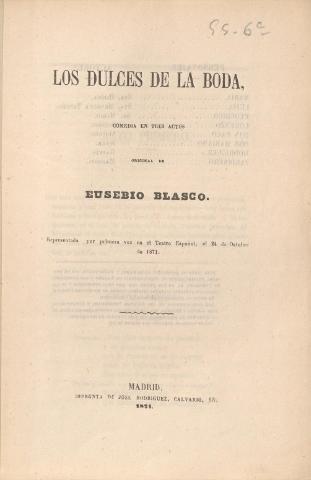 55-6ª
LOS DULCES DE LA BODA,
COMEDIA EN TRES ACTOS
ORIGINAL DE
EUSEBIO BLASCO.
Representada por primera vez en el Teatro Español, el 24 de Octubre
de 1871.
MADRID,
IMPRENTA DE JOSE RODRIGUEZ, CALVARIO, 18.
1871.